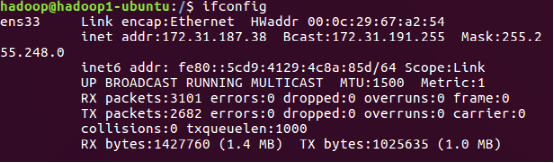 hadoop@hadoop1-ubuntu:/$ ifconfig
ens33     Link encap:Ethernet  HWaddr 00:0c:29:67:a2:54
          inet addr:172.31.187.38  Bcast:172.31.191.255  Mask:255.2
55.248.0
          inet6 addr: fe80::5cd9:4129:4c8a:85d/64 Scope:Link
          UP BROADCAST RUNNING MULTICAST  MTU:1500  Metric:1
          RX packets:3101 errors:0 dropped:0 overruns:0 frame:0
          TX packets:2682 errors:0 dropped:0 overruns:0 carrier:0
          collisions:0 txqueuelen:1000
          RX bytes:1427760 (1.4 MB)  TX bytes:1025635 (1.0 MB)